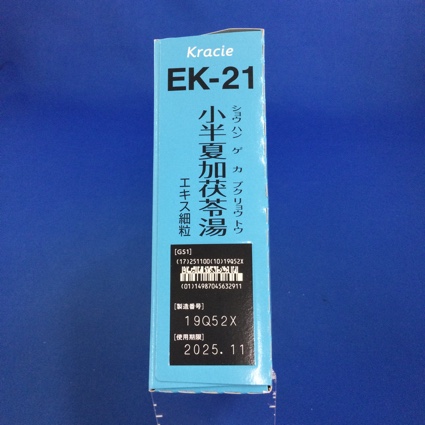 Kracie
EK-21
ショウ ハン ゲ カ ブクリョウ トウ
小半夏加茯苓湯
エキス細粒
[GS1]
(17)251100(10)19Q52X
(01)14987045632911
[製造番号]
19Q52X
[使用期限]
2025.11